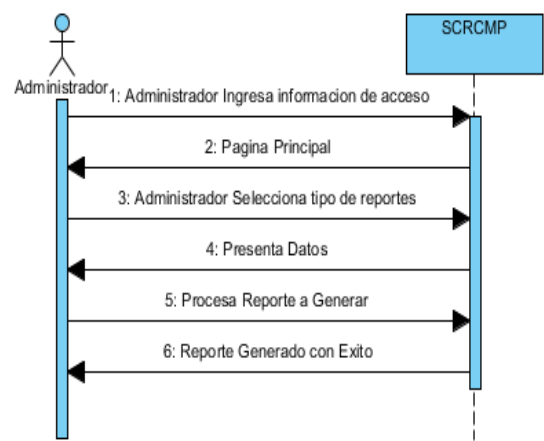 SCRCMP
Administrador
1: Administrador Ingresa informacion de acceso
2: Pagina Principal
3: Administrador Selecciona tipo de reportes
4: Presenta Datos
5: Procesa Reporte a Generar
6: Reporte Generado con Exito